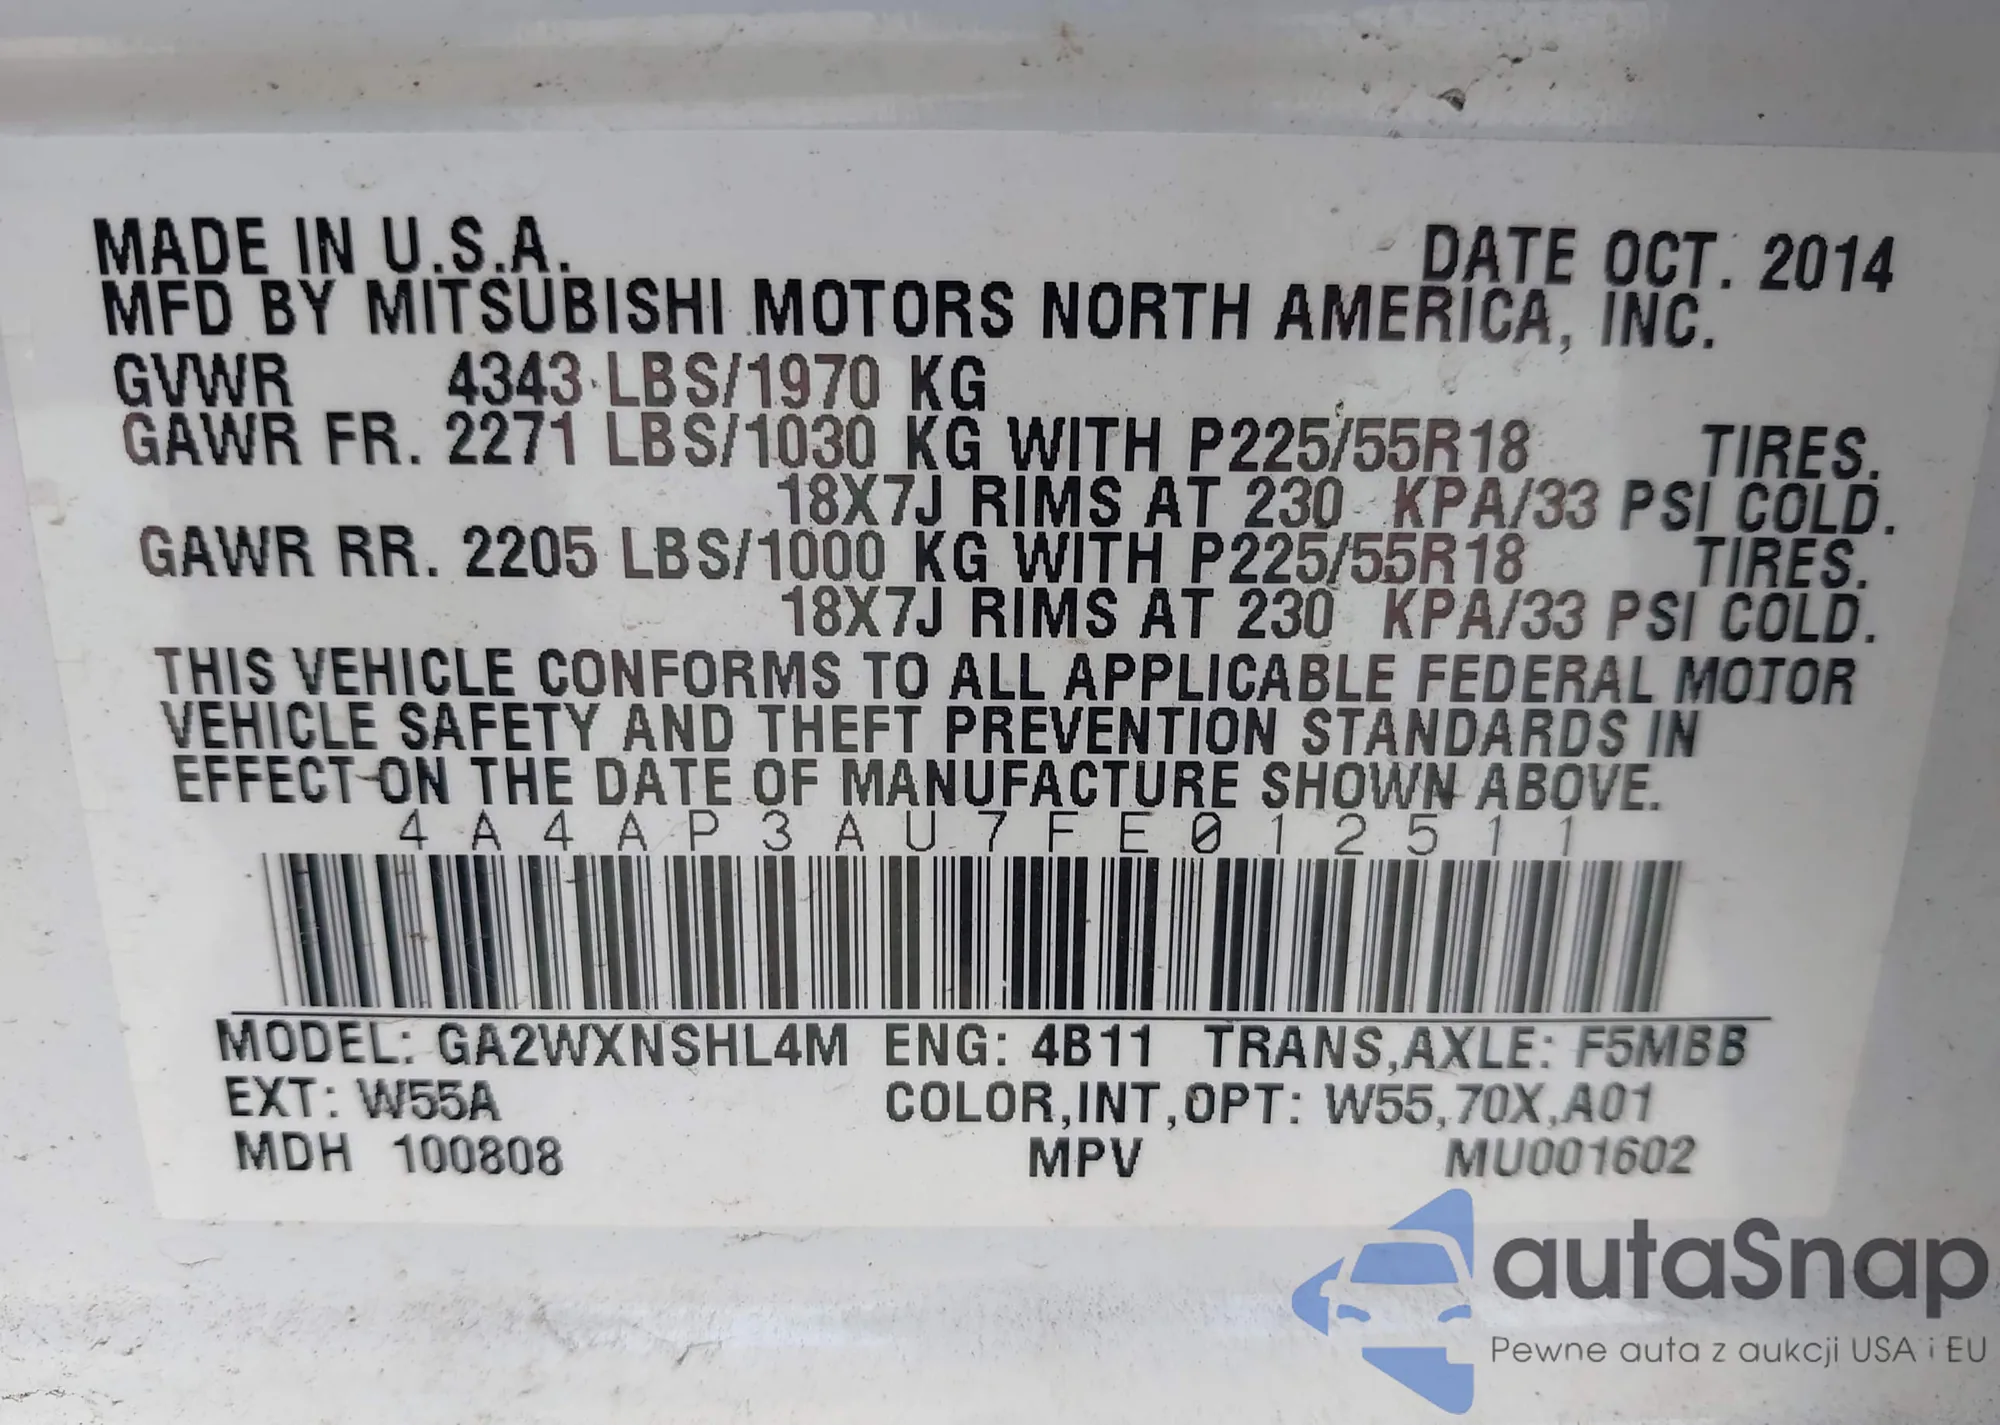 MADE IN U.S.A. DATE OCT. 2014
MFD BY MITSUBISHI MOTORS NORTH AMERICA, INC.
GVWR 4343 LBS/1970 KG
GAWR FR. 2271 LBS/1030 KG WITH P225/55R18 TIRES.
18X7J RIMS AT 230 KPA/33 PSI COLD.
GAWR RR. 2205 LBS/1000 KG WITH P225/55R18 TIRES.
18X7J RIMS AT 230 KPA/33 PSI COLD.
THIS VEHICLE CONFORMS TO ALL APPLICABLE FEDERAL MOTOR
VEHICLE SAFETY AND THEFT PREVENTION STANDARDS IN
EFFECT ON THE DATE OF MANUFACTURE SHOWN ABOVE.
4A4AP3AU7FE012511
MODEL: GA2WXNSHL4M ENG: 4B11 TRANS,AXLE: F5MBB
EXT: W55A COLOR,INT,OPT: W55,70X,A01
MDH 100808 MPV MU001602
autaSnap
Pewne auta z aukcji USA i EU